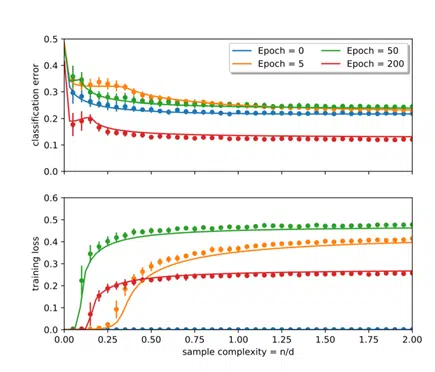 0.5
0.4
0.3
0.2
0.1
0.0
classification error
Epoch = 0
Epoch = 5
Epoch = 50
Epoch = 200
0.6
0.5
0.4
0.3
0.2
0.1
0.0
training loss
0.00 0.25 0.50 0.75 1.00 1.25 1.50 1.75 2.00
sample complexity = n/d